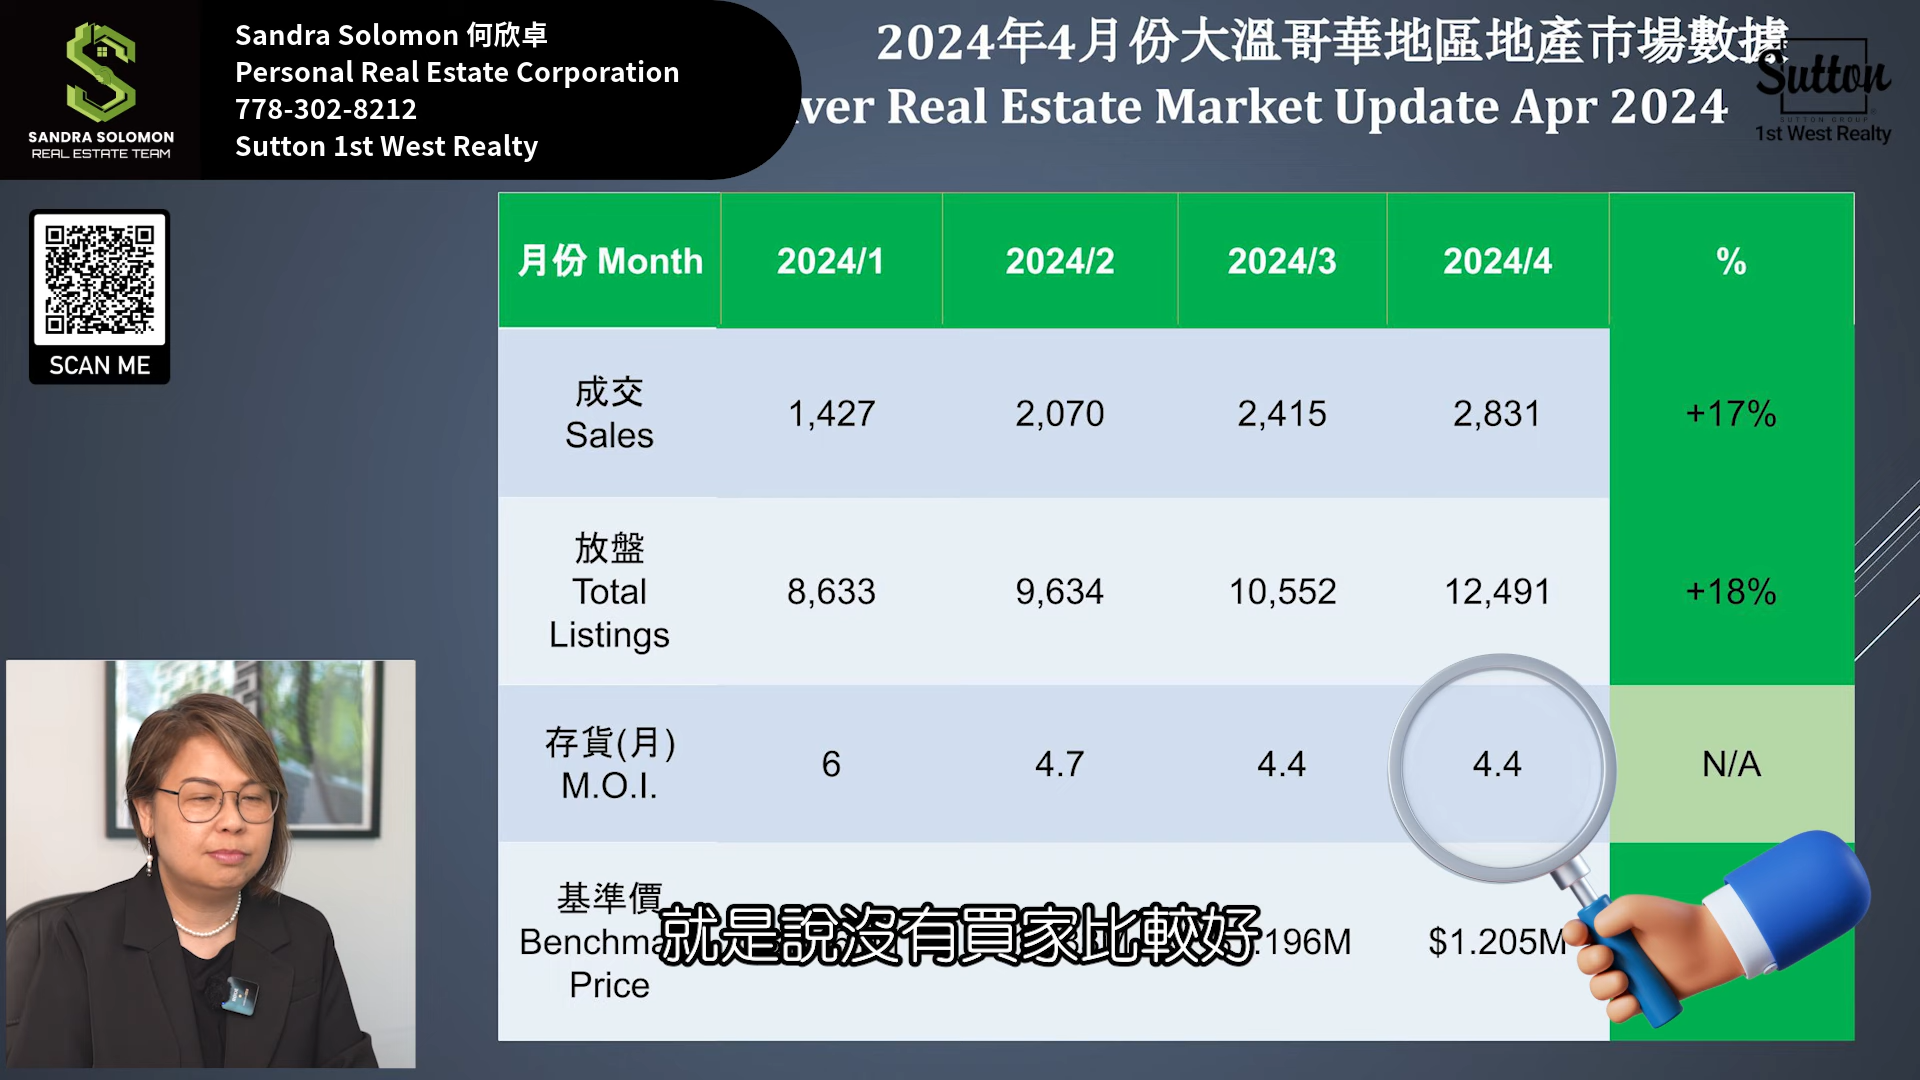 SANDRA SOLOMON
REAL ESTATE TEAM
Sandra Solomon 何欣卓
Personal Real Estate Corporation
778-302-8212
Sutton 1st West Realty
2024年4月份大溫哥華地區地產市場數據
Real Estate Market Update Apr 2024
Sutton
SUTTON GROUP
1st West Realty
SCAN ME
月份 Month 2024/1 2024/2 2024/3 2024/4 %
成交
Sales
1,427 2,070 2,415 2,831 +17%
放盤
Total
Listings
8,633 9,634 10,552 12,491 +18%
存貨(月)
M.O.I.
6 4.7 4.4 4.4 N/A
基準價
Price
$1.205M
就是說沒有買家比較好